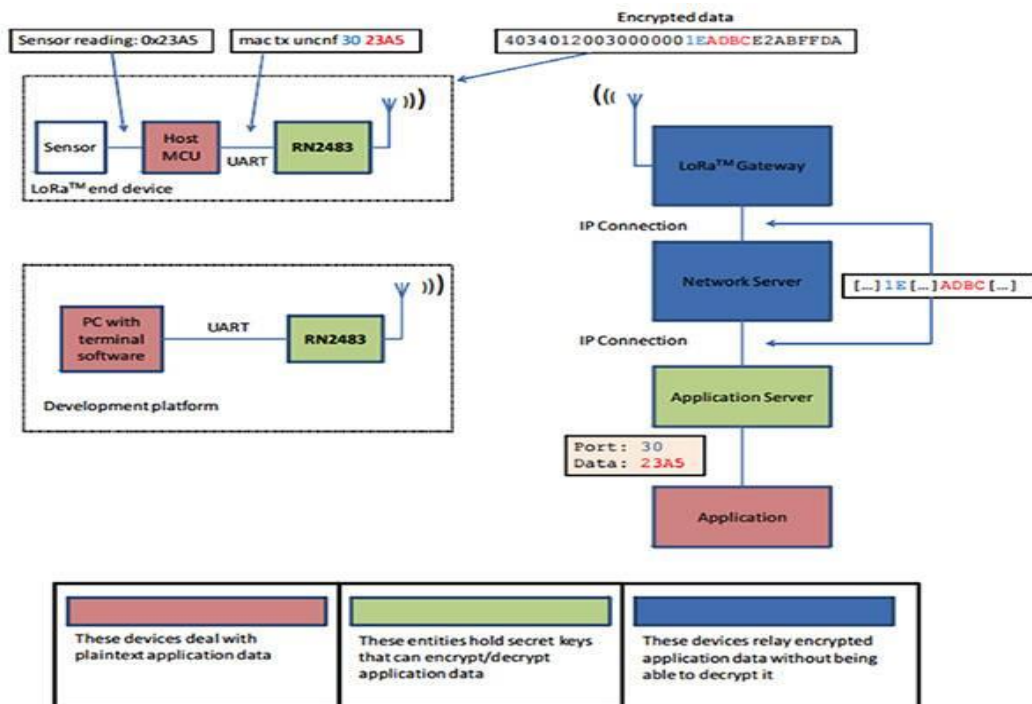 Encrypted data
Sensor reading: 0x23A5
mac tx uncnf 30 23A5
40340120030000001EADBCE2ABFFDA
Sensor
Host
MCU
UART
RN2483
LoRa™ end device
LoRa™ Gateway
IP Connection
Network Server
[…]1E[…]ADBC[…]
IP Connection
PC with
terminal
software
UART
RN2483
Development platform
Application Server
Port: 30
Data: 23A5
Application
These devices deal with
plaintext application data
These entities hold secret keys
that can encrypt/decrypt
application data
These devices relay encrypted
application data without being
able to decrypt it